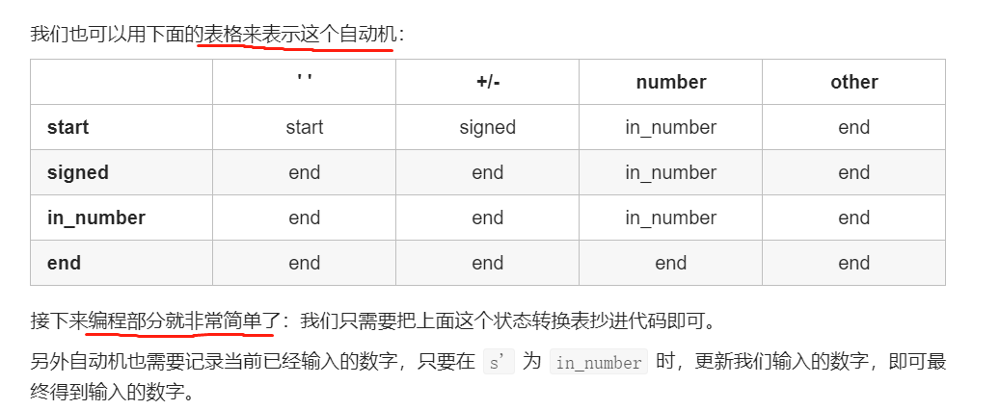 我们也可以用下面的表格来表示这个自动机：
' ' +/- number other
start start signed in_number end
signed end end in_number end
in_number end end in_number end
end end end end end
接下来编程部分就非常简单了：我们只需要把上面这个状态转换表抄进代码即可。
另外自动机也需要记录当前已经输入的数字，只要在 s' 为 in_number 时，更新我们输入的数字，即可最
终得到输入的数字。